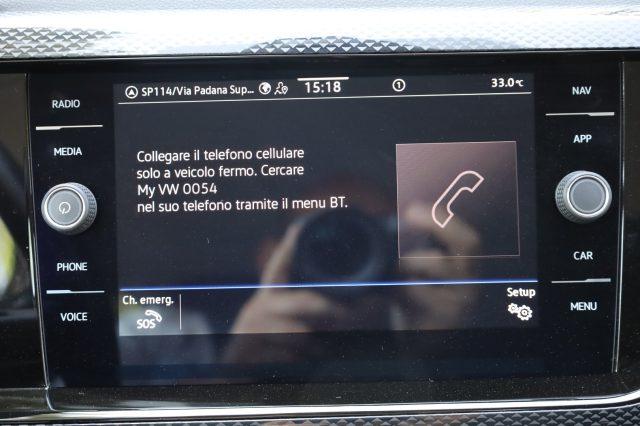 RADIO
MEDIA
PHONE
VOICE
SP114/Via Padana Sup... 15:18 1 33.0°C
Collegare il telefono cellulare
solo a veicolo fermo. Cercare
My VW 0054
nel suo telefono tramite il menu BT.
Ch. emerg.
SOS
Setup
NAV
APP
CAR
MENU